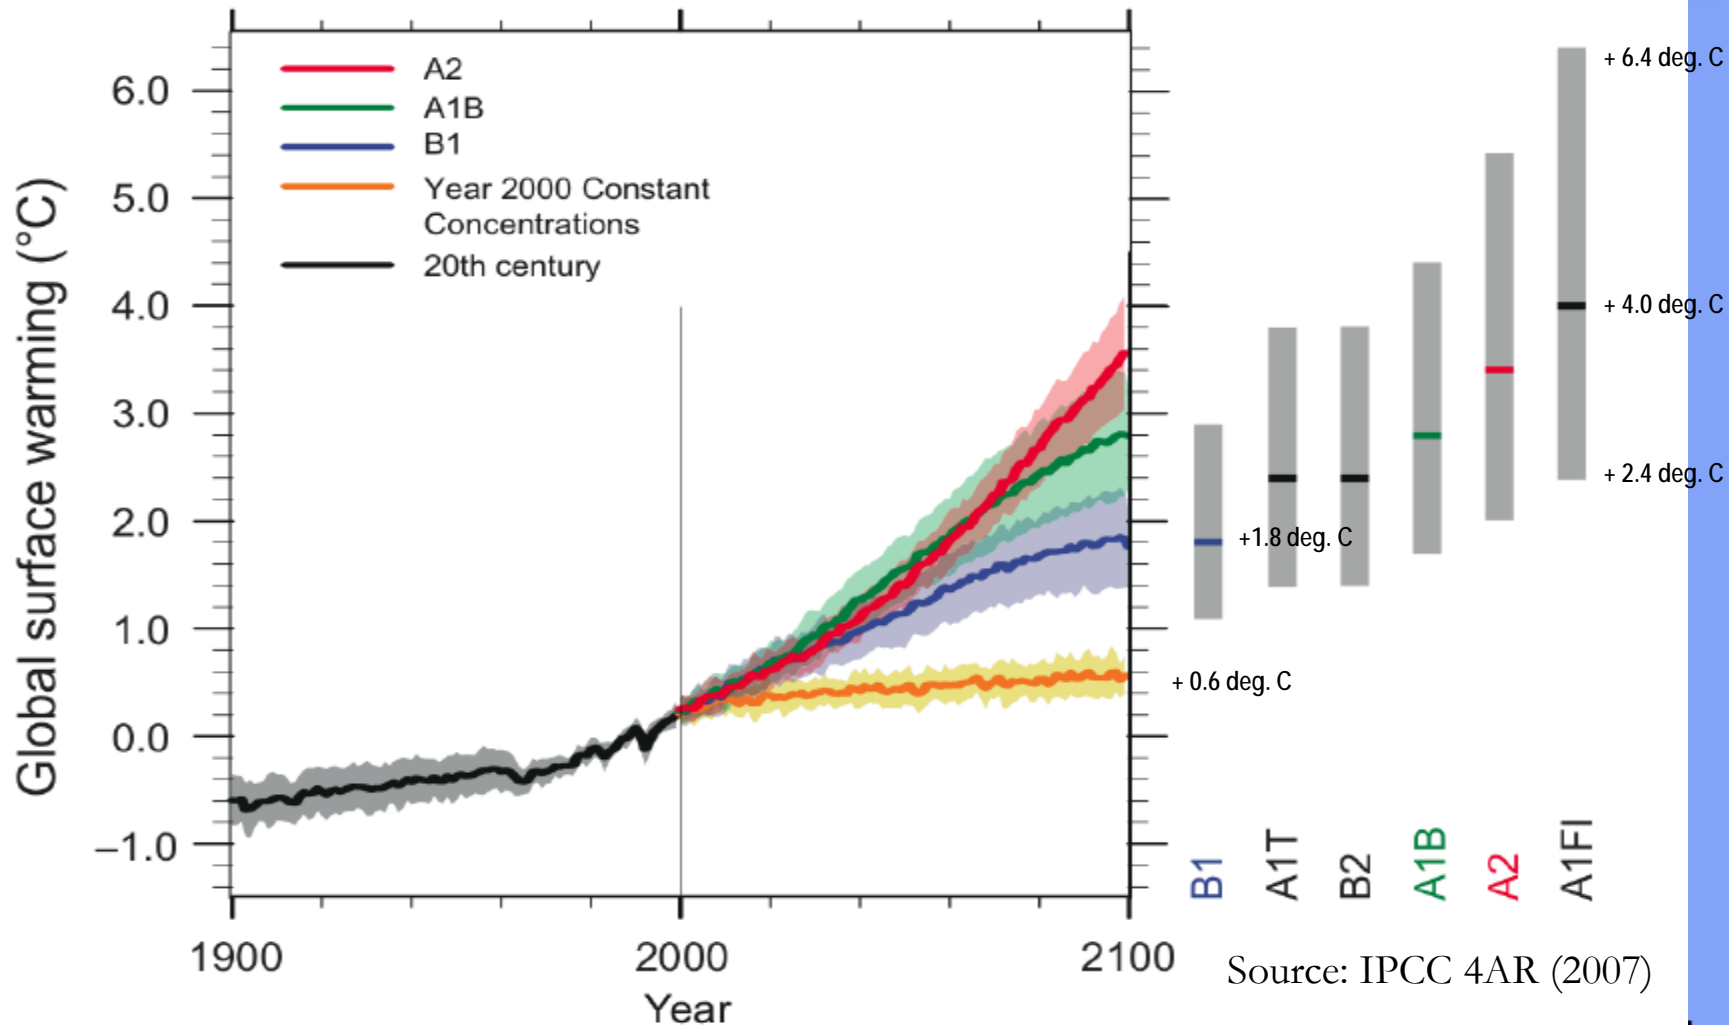 A2
A1B
B1
Year 2000 Constant
Concentrations
20th century
Global surface warming (°C)
6.0
5.0
4.0
3.0
2.0
1.0
0.0
−1.0
1900
2000
2100
Year
+ 6.4 deg. C
+ 4.0 deg. C
+ 2.4 deg. C
+1.8 deg. C
+ 0.6 deg. C
B1
A1T
B2
A1B
A2
A1FI
Source: IPCC 4AR (2007)